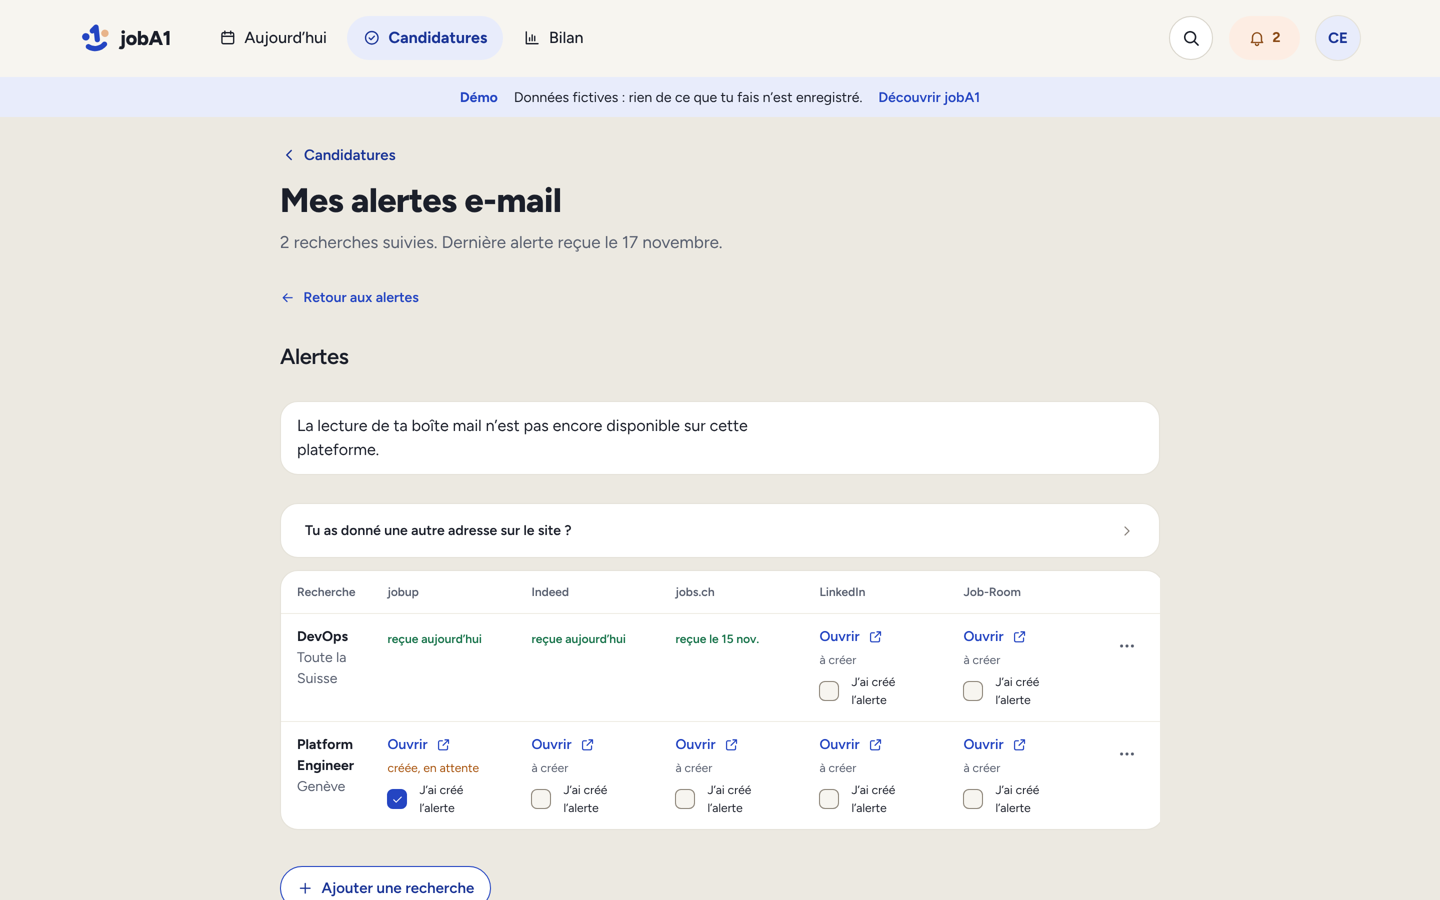 jobA1
Aujourd’hui
Candidatures
Bilan
2
CE
Démo Données fictives : rien de ce que tu fais n’est enregistré. Découvrir jobA1
Candidatures
Mes alertes e-mail
2 recherches suivies. Dernière alerte reçue le 17 novembre.
Retour aux alertes
Alertes
La lecture de ta boîte mail n’est pas encore disponible sur cette
plateforme.
Tu as donné une autre adresse sur le site ?
Recherche jobup Indeed jobs.ch LinkedIn Job-Room
DevOps
Toute la
Suisse
reçue aujourd’hui
reçue aujourd’hui
reçue le 15 nov.
Ouvrir
à créer
J’ai créé
l’alerte
Ouvrir
à créer
J’ai créé
l’alerte
Platform
Engineer
Genève
Ouvrir
créée, en attente
J’ai créé
l’alerte
Ouvrir
à créer
J’ai créé
l’alerte
Ouvrir
à créer
J’ai créé
l’alerte
Ouvrir
à créer
J’ai créé
l’alerte
Ouvrir
à créer
J’ai créé
l’alerte
Ajouter une recherche